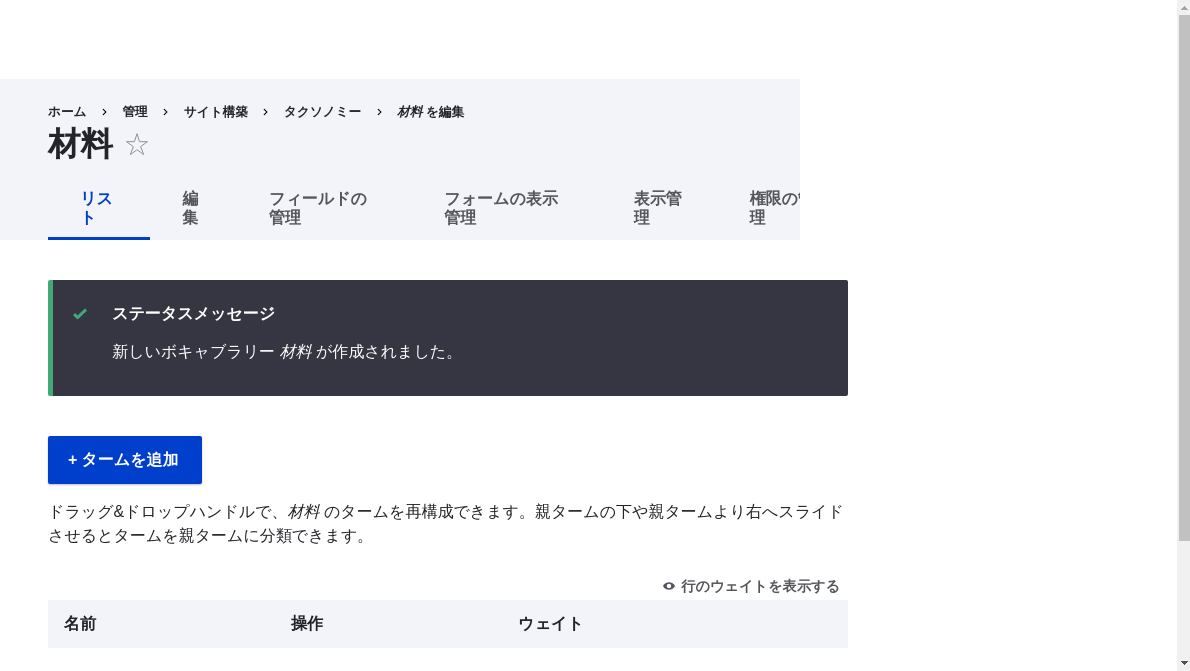 ホーム › 管理 › サイト構築 › タクソノミー › 材料 を編集
材料
リスト
編集
フィールドの管理
フォームの表示管理
表示管理
権限の管理
ステータスメッセージ
新しいボキャブラリー 材料 が作成されました。
+ タームを追加
ドラッグ&ドロップハンドルで、材料 のタームを再構成できます。親タームの下や親タームより右へスライド
させるとタームを親タームに分類できます。
行のウェイトを表示する
名前 操作 ウェイト